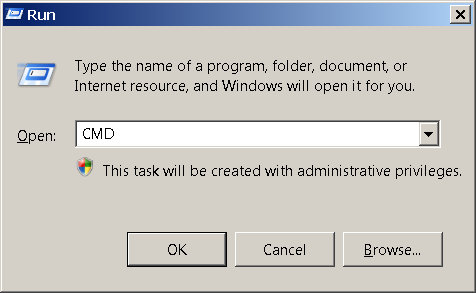 Run
Type the name of a program, folder, document, or
Internet resource, and Windows will open it for you.
Open: CMD
This task will be created with administrative privileges.
OK Cancel Browse...